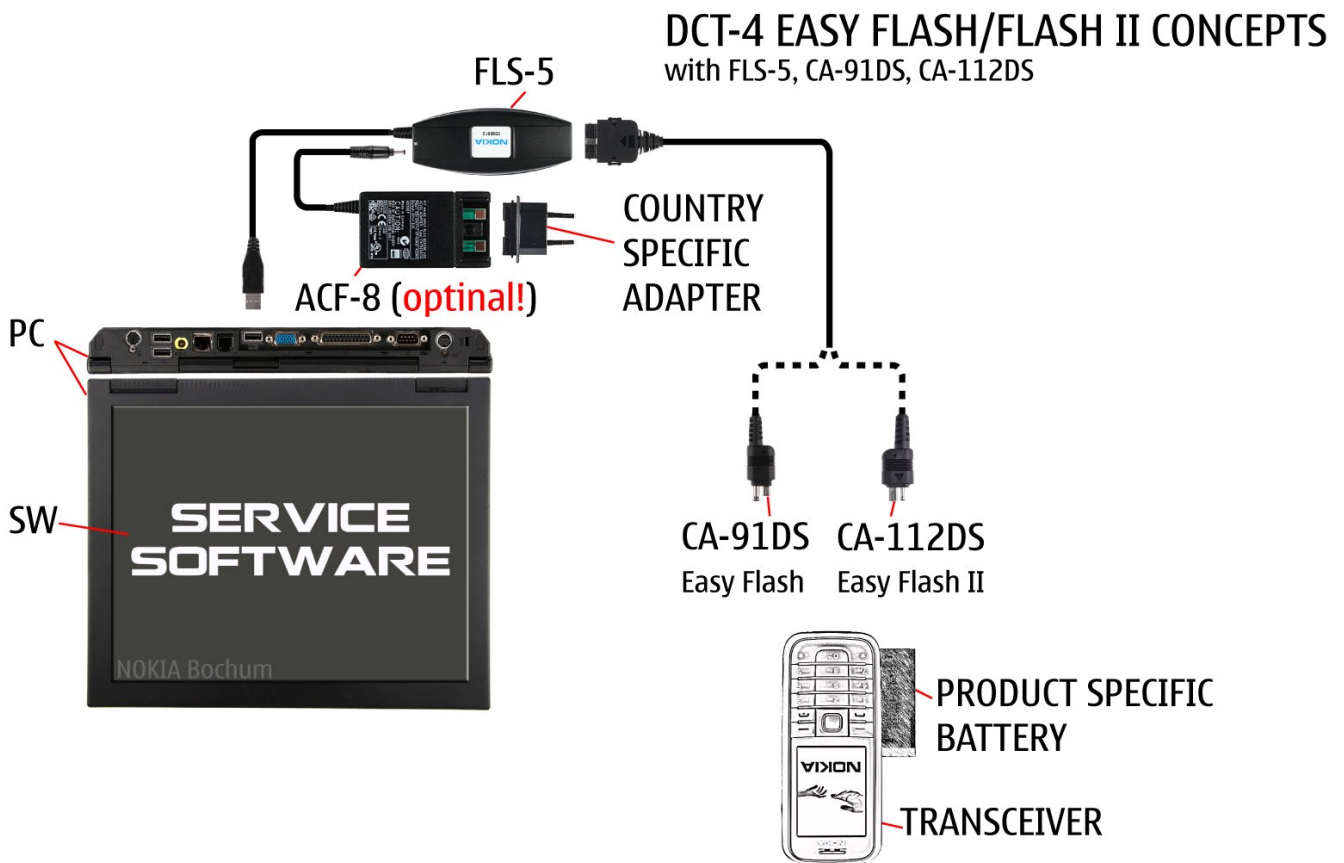 DCT-4 EASY FLASH/FLASH II CONCEPTS
with FLS-5, CA-91DS, CA-112DS
FLS-5
NOKIA
COUNTRY
SPECIFIC
ADAPTER
ACF-8 (optinal!)
PC
SW
SERVICE
SOFTWARE
NOKIA Bochum
CA-91DS
Easy Flash
CA-112DS
Easy Flash II
PRODUCT SPECIFIC
BATTERY
NOKIA
TRANSCEIVER